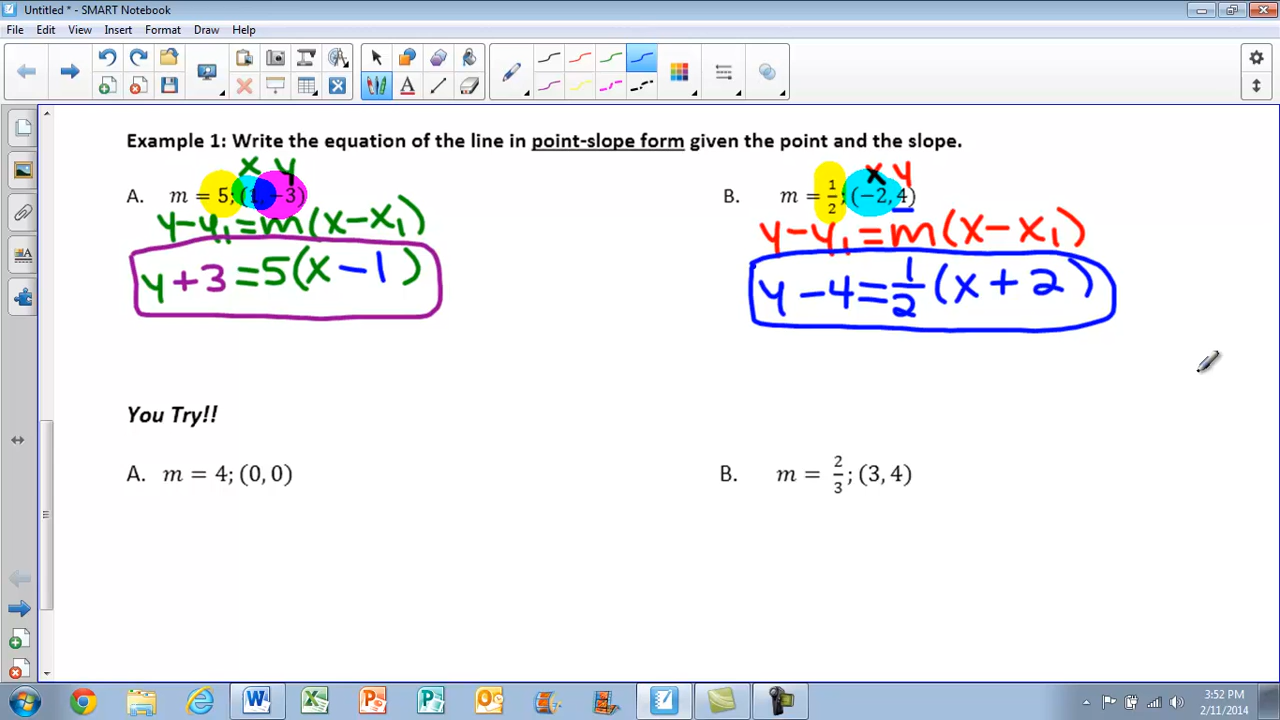 Untitled * - SMART Notebook
File Edit View Insert Format Draw Help
Example 1: Write the equation of the line in point-slope form given the point and the slope.
x y
A. m = 5; (1, −3)
y − y₁ = m(x − x₁)
y + 3 = 5(x − 1)
x y
B. m = 1/2; (−2, 4)
y − y₁ = m(x − x₁)
y − 4 = 1/2 (x + 2)
You Try!!
A. m = 4; (0, 0)
B. m = 2/3; (3, 4)
3:52 PM
2/11/2014